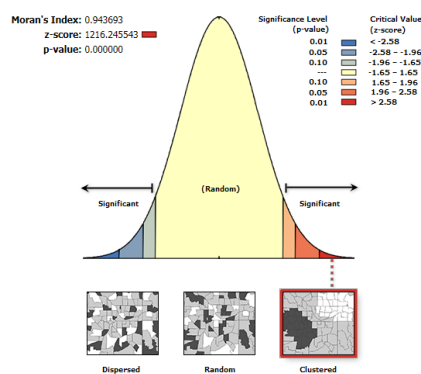 Moran's Index: 0.943693
z-score: 1216.245543
p-value: 0.000000
Significance Level
(p-value)
Critical Value
(z-score)
0.01 < -2.58
0.05 -2.58 – -1.96
0.10 -1.96 – -1.65
--- -1.65 – 1.65
0.10 1.65 – 1.96
0.05 1.96 – 2.58
0.01 > 2.58
(Random)
Significant
Significant
Dispersed
Random
Clustered